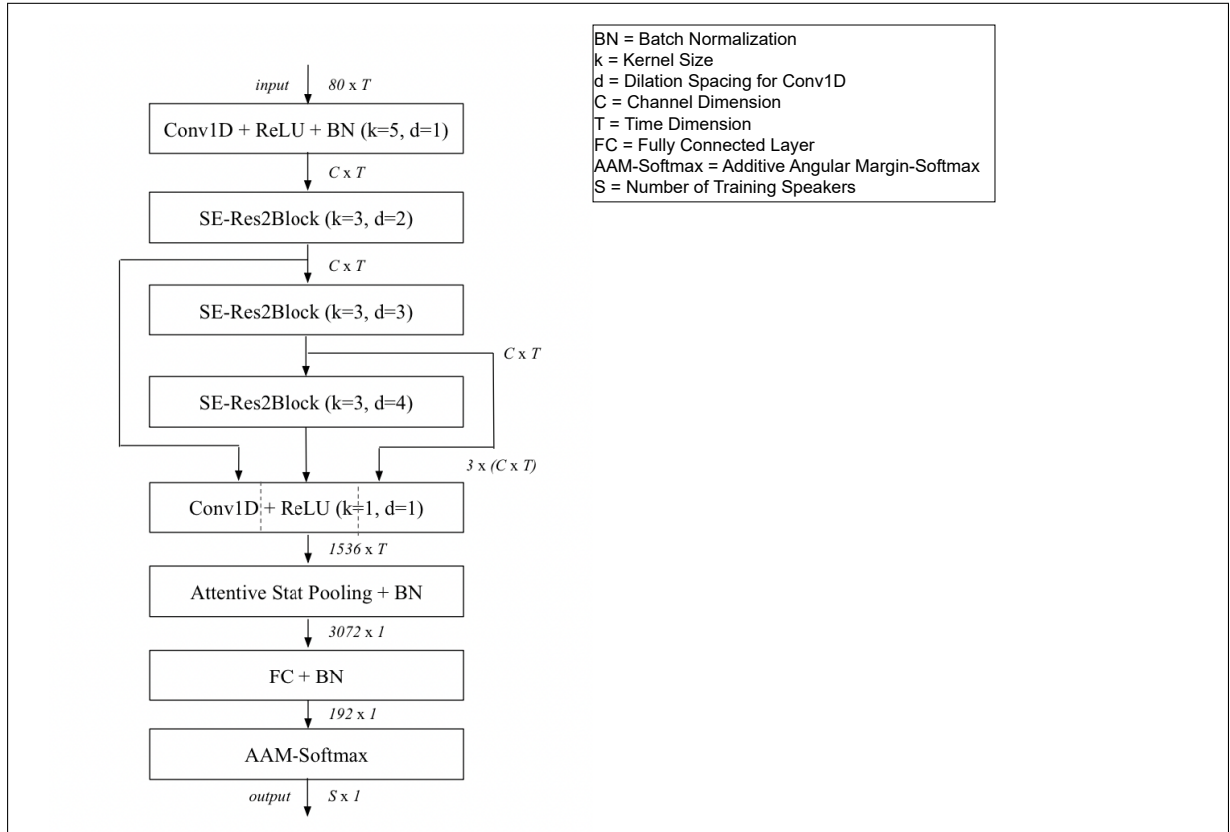 BN = Batch Normalization
k = Kernel Size
d = Dilation Spacing for Conv1D
C = Channel Dimension
T = Time Dimension
FC = Fully Connected Layer
AAM-Softmax = Additive Angular Margin-Softmax
S = Number of Training Speakers
input 80 x T
Conv1D + ReLU + BN (k=5, d=1)
C x T
SE-Res2Block (k=3, d=2)
C x T
SE-Res2Block (k=3, d=3)
C x T
SE-Res2Block (k=3, d=4)
3 x (C x T)
Conv1D + ReLU (k=1, d=1)
1536 x T
Attentive Stat Pooling + BN
3072 x 1
FC + BN
192 x 1
AAM-Softmax
output S x 1